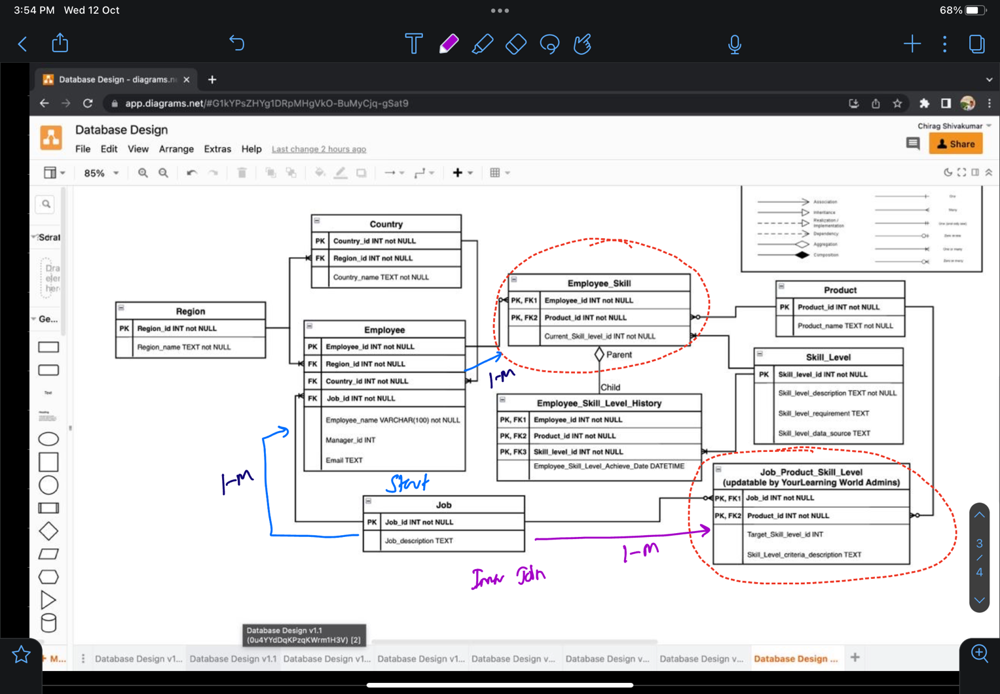 3:54 PM Wed 12 Oct
68%
Database Design - diagrams.n
app.diagrams.net/#G1kYPsZHYg1DRpMHgVkO-BuMyCjq-gSat9
Database Design
Chirag Shivakumar
File Edit View Arrange Extras Help Last change 2 hours ago
Share
85%
Scrat
Dra
eler
her
Ge...
Text
Heading
Association
Inheritance
Realization /
Implementation
Dependency
Aggregation
Composition
One
Many
One (and only one)
Zero or one
One or many
Zero or many
Country
PK Country_id INT not NULL
FK Region_id INT not NULL
Country_name TEXT not NULL
Region
PK Region_id INT not NULL
Region_name TEXT not NULL
Employee
PK Employee_id INT not NULL
FK Region_id INT not NULL
FK Country_id INT not NULL
FK Job_id INT not NULL
Employee_name VARCHAR(100) not NULL
Manager_id INT
Email TEXT
Employee_Skill
PK, FK1 Employee_id INT not NULL
PK, FK2 Product_id INT not NULL
Current_Skill_level_id INT not NULL
Parent
Child
1-M
Product
PK Product_id INT not NULL
Product_name TEXT not NULL
Skill_Level
PK Skill_level_id INT not NULL
Skill_level_description TEXT not NULL
Skill_level_requirement TEXT
Skill_level_data_source TEXT
Employee_Skill_Level_History
PK, FK1 Employee_id INT not NULL
PK, FK2 Product_id INT not NULL
PK, FK3 Skill_level_id INT not NULL
Employee_Skill_Level_Achieve_Date DATETIME
1-M
Start
Job
PK Job_id INT not NULL
Job_description TEXT
Job_Product_Skill_Level
(updatable by YourLearning World Admins)
PK, FK1 Job_id INT not NULL
PK, FK2 Product_id INT not NULL
Target_Skill_level_id INT
Skill_Level_criteria_description TEXT
1-M
Inner Join
3
/
4
Database Design v1.1
(0u4YYdDqKPzqKWrm1H3V) [2]
+ M...
Database Design v1... Database Design v1.1 Database Design v1... Database Design v1... Database Design v... Database Design v... Database Design v... Database Design ...